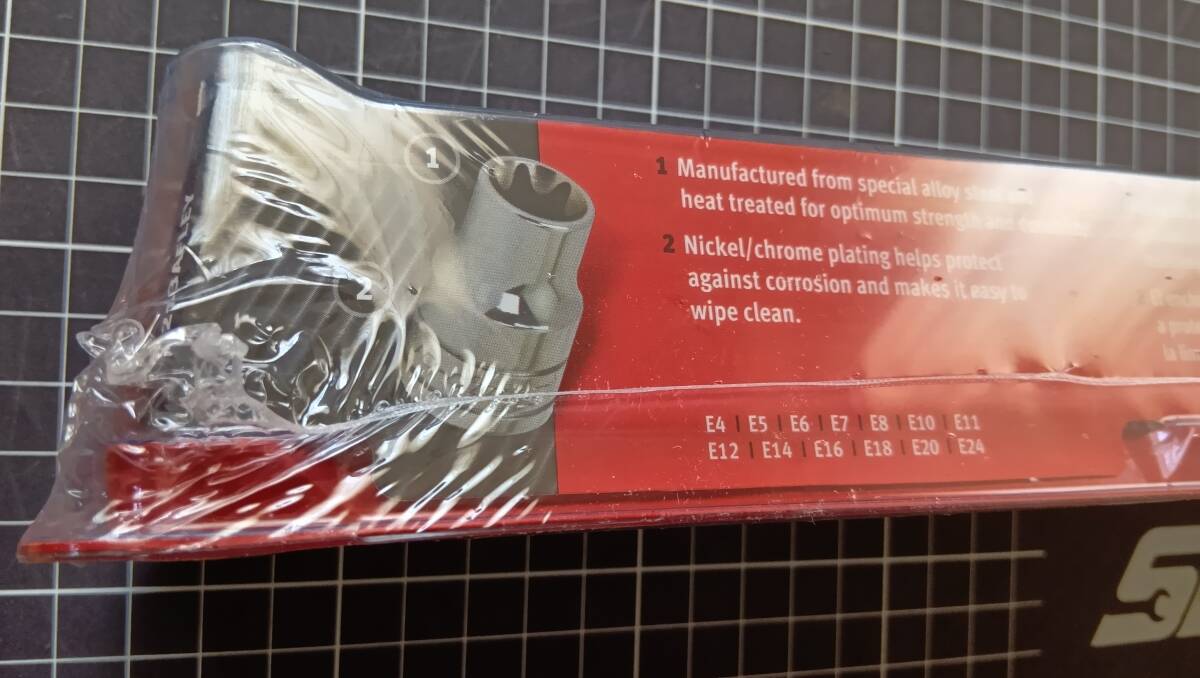 1
2
1 Manufactured from special alloy steel
heat treated for optimum strength and
2 Nickel/chrome plating helps protect
against corrosion and makes it easy to
wipe clean.
E4 | E5 | E6 | E7 | E8 | E10 | E11
E12 | E14 | E16 | E18 | E20 | E24